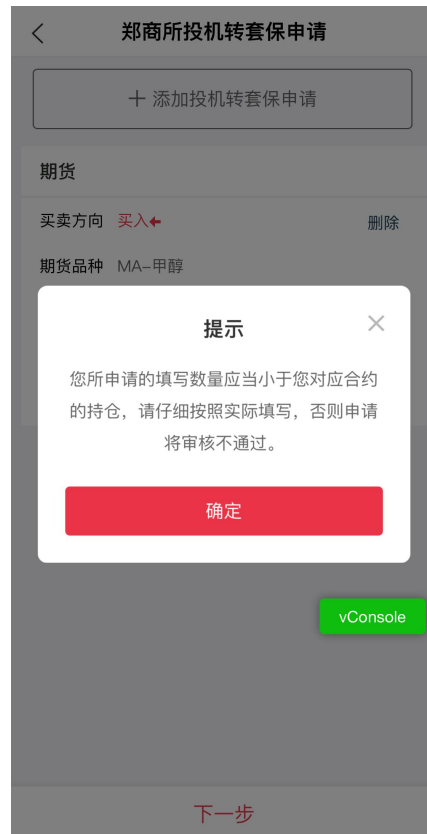 郑商所投机转套保申请
＋ 添加投机转套保申请
期货
买卖方向 买入 删除
期货品种 MA-甲醇
提示
您所申请的填写数量应当小于您对应合约
的持仓，请仔细按照实际填写，否则申请
将审核不通过。
确定
vConsole
下一步